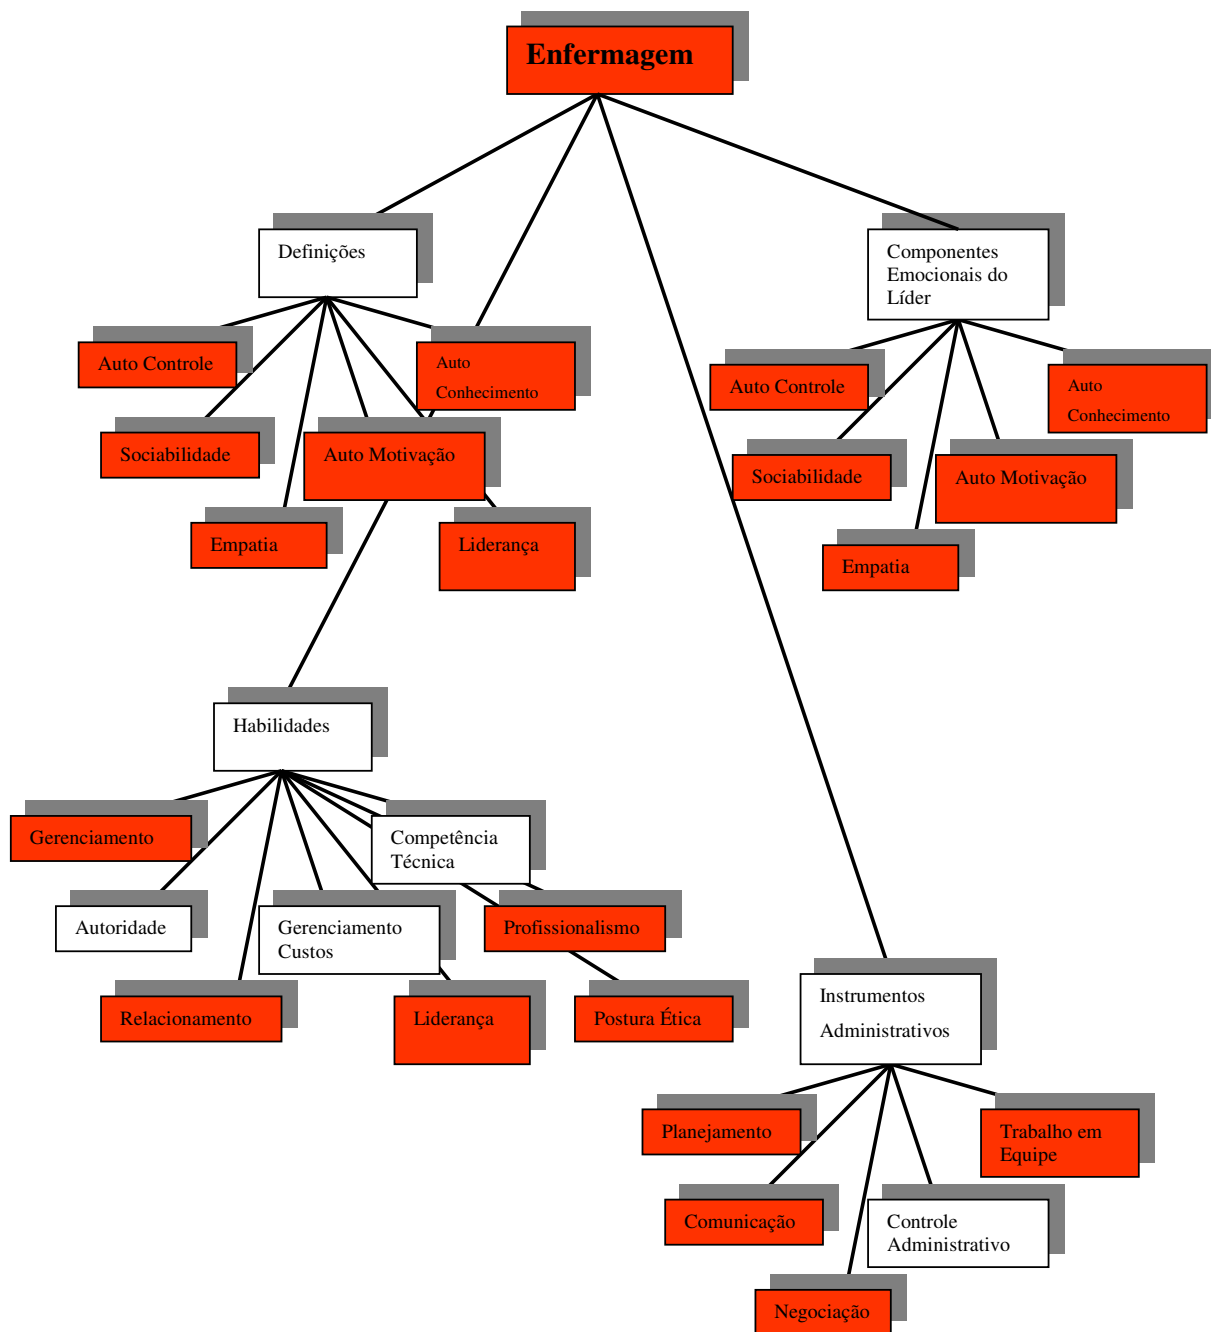 Enfermagem
Definições
Componentes
Emocionais do
Líder
Auto Controle
Auto
Conhecimento
Sociabilidade
Auto Motivação
Empatia
Liderança
Auto Controle
Auto
Conhecimento
Sociabilidade
Auto Motivação
Empatia
Habilidades
Gerenciamento
Competência
Técnica
Autoridade
Gerenciamento
Custos
Profissionalismo
Relacionamento
Liderança
Postura Ética
Instrumentos
Administrativos
Planejamento
Trabalho em
Equipe
Comunicação
Controle
Administrativo
Negociação